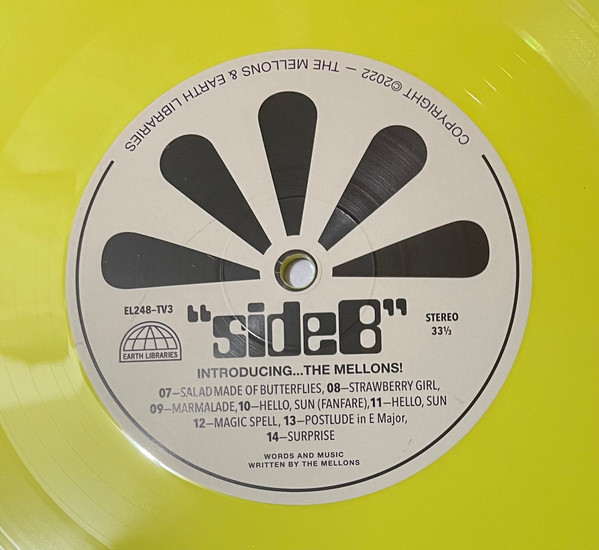 COPYRIGHT ©2022 — THE MELLONS & EARTH LIBRARIES
EL248-TV3
EARTH LIBRARIES
"sideB"
STEREO
33⅓
INTRODUCING...THE MELLONS!
07—SALAD MADE OF BUTTERFLIES, 08—STRAWBERRY GIRL,
09—MARMALADE,10—HELLO, SUN (FANFARE),11—HELLO, SUN
12—MAGIC SPELL, 13—POSTLUDE in E Major,
14—SURPRISE
WORDS AND MUSIC
WRITTEN BY THE MELLONS